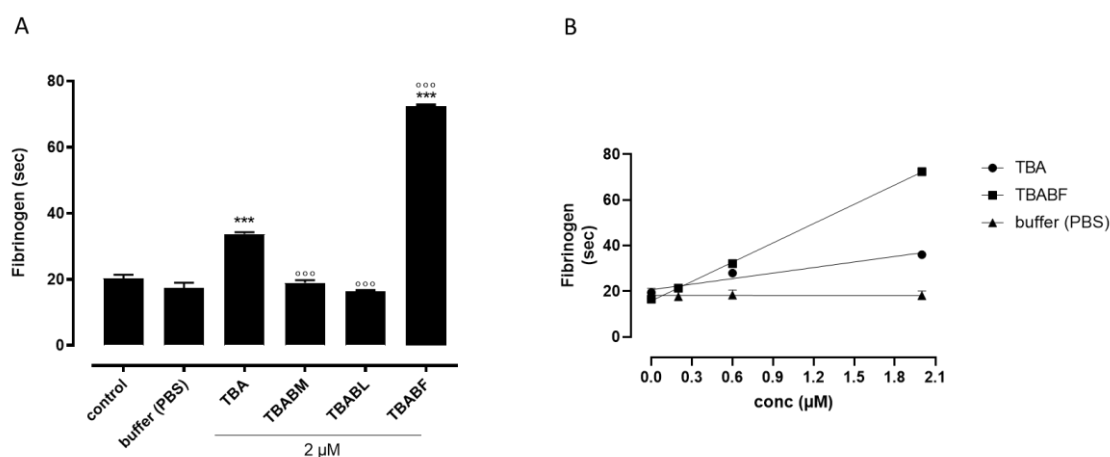 A
Fibrinogen (sec)
80
60
40
20
0
***
°°°
°°°
°°°
***
control
buffer (PBS)
TBA
TBABM
TBABL
TBABF
2 µM
B
Fibrinogen
(sec)
80
60
40
20
0
0.0 0.3 0.6 0.9 1.2 1.5 1.8 2.1
conc (µM)
TBA
TBABF
buffer (PBS)